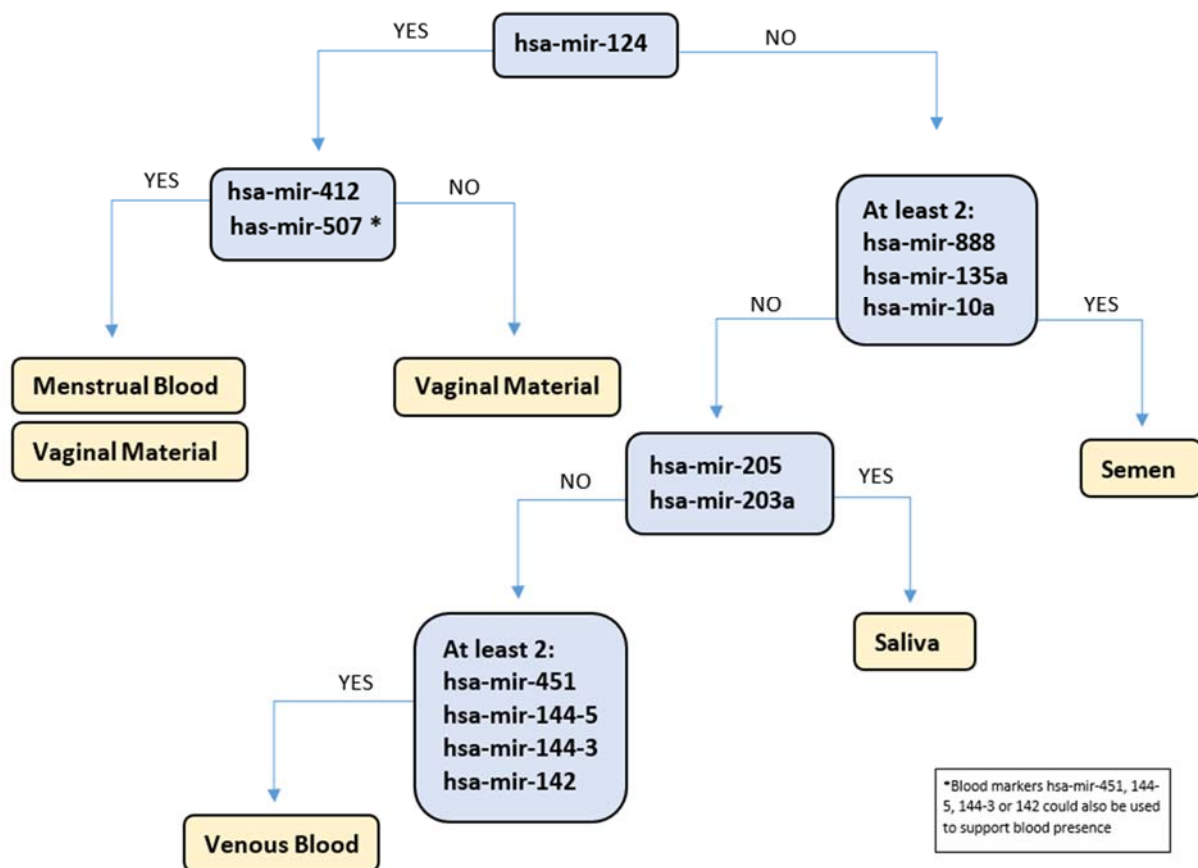 YES
hsa-mir-124
NO
YES
hsa-mir-412
has-mir-507 *
NO
At least 2:
hsa-mir-888
hsa-mir-135a
hsa-mir-10a
NO
YES
Menstrual Blood
Vaginal Material
Vaginal Material
hsa-mir-205
hsa-mir-203a
NO
YES
Semen
At least 2:
hsa-mir-451
hsa-mir-144-5
hsa-mir-144-3
hsa-mir-142
YES
Saliva
Venous Blood
*Blood markers hsa-mir-451, 144-
5, 144-3 or 142 could also be used
to support blood presence